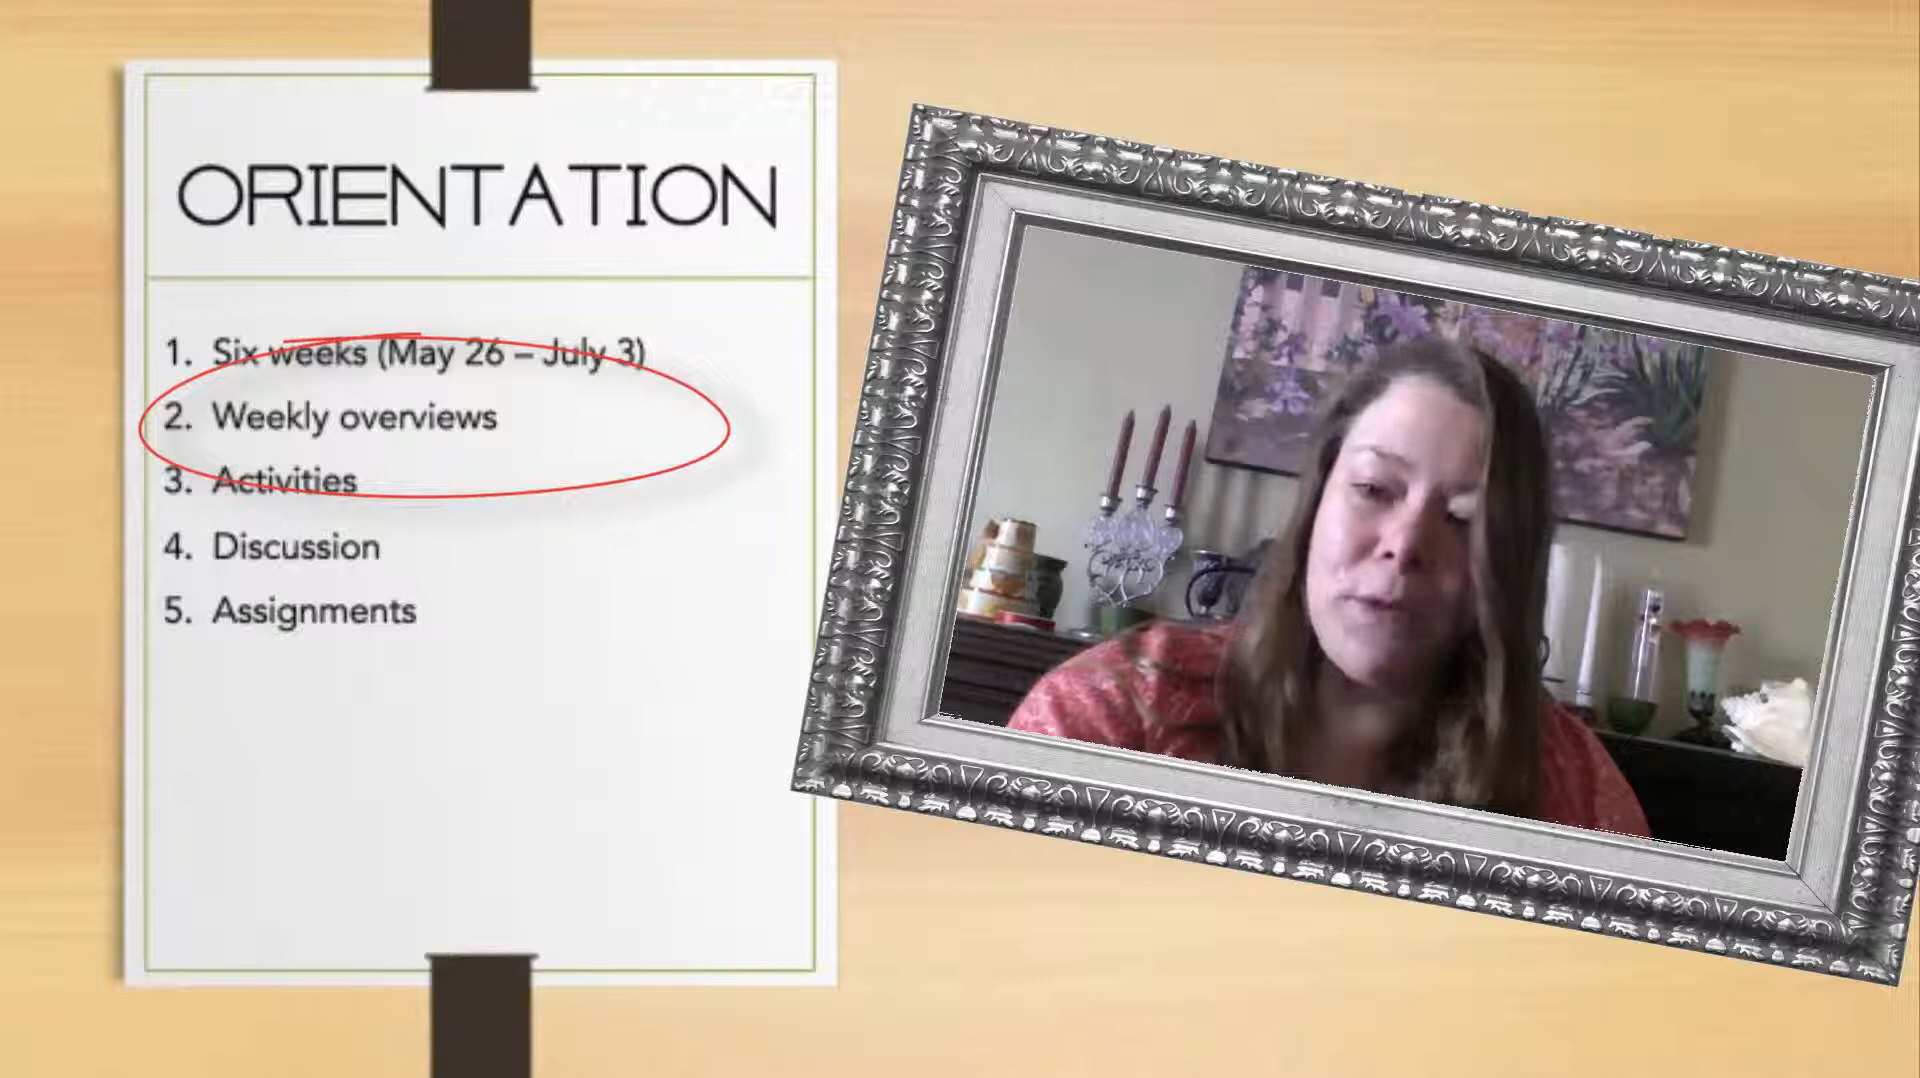 ORIENTATION
1. Six weeks (May 26 – July 3)
2. Weekly overviews
3. Activities
4. Discussion
5. Assignments